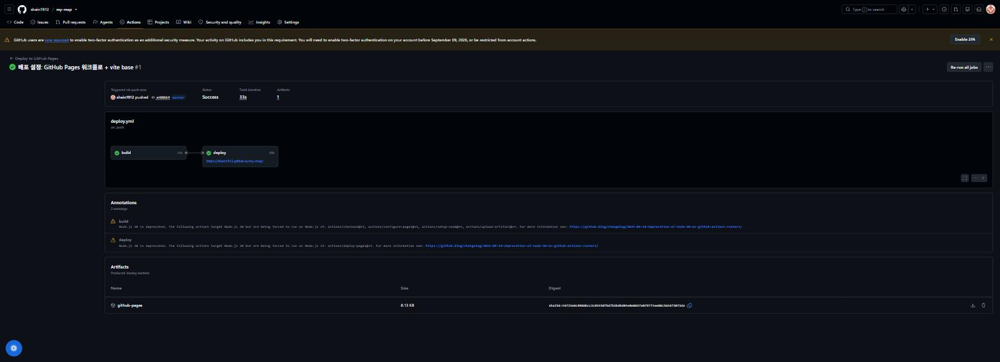 shain1912 / my-map
Type / to search
Code Issues Pull requests Agents Actions Projects Wiki Security and quality Insights Settings
GitHub users are now required to enable two-factor authentication as an additional security measure. Your activity on GitHub includes you in this requirement. You will need to enable two-factor authentication on your account before September 09, 2026, or be restricted from account actions.
Enable 2FA
← Deploy to GitHub Pages
배포 설정: GitHub Pages 워크플로 + vite base #1
Re-run all jobs
Triggered via push now
shain1912 pushed a488bb9 master
Status
Success
Total duration
33s
Artifacts
1
deploy.yml
on: push
build 14s
deploy 10s
https://shain1912.github.io/my-map/
Annotations
2 warnings
build
Node.js 20 is deprecated. The following actions target Node.js 20 but are being forced to run on Node.js 24: actions/checkout@v4, actions/configure-pages@v5, actions/setup-node@v4, actions/upload-artifact@v4. For more information see: https://github.blog/changelog/2025-09-19-deprecation-of-node-20-on-github-actions-runners/
deploy
Node.js 20 is deprecated. The following actions target Node.js 20 but are being forced to run on Node.js 24: actions/deploy-pages@v4. For more information see: https://github.blog/changelog/2025-09-19-deprecation-of-node-20-on-github-actions-runners/
Artifacts
Produced during runtime
Name Size Digest
github-pages 8.13 KB